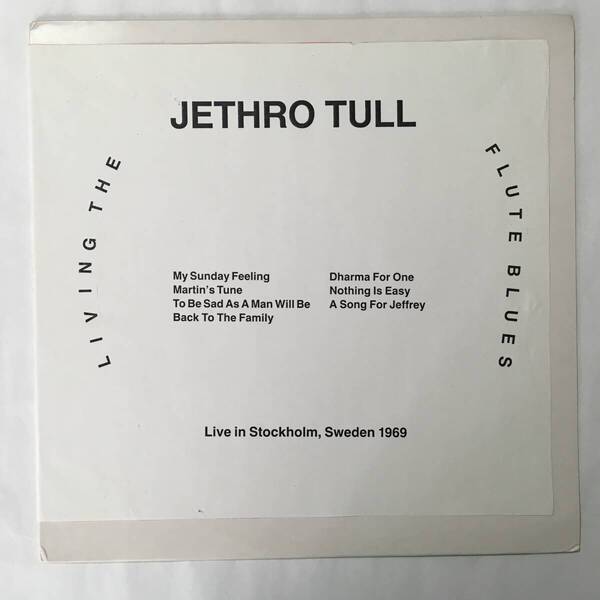 JETHRO TULL
LIVING THE
FLUTE BLUES
My Sunday Feeling
Martin's Tune
To Be Sad As A Man Will Be
Back To The Family
Dharma For One
Nothing Is Easy
A Song For Jeffrey
Live in Stockholm, Sweden 1969